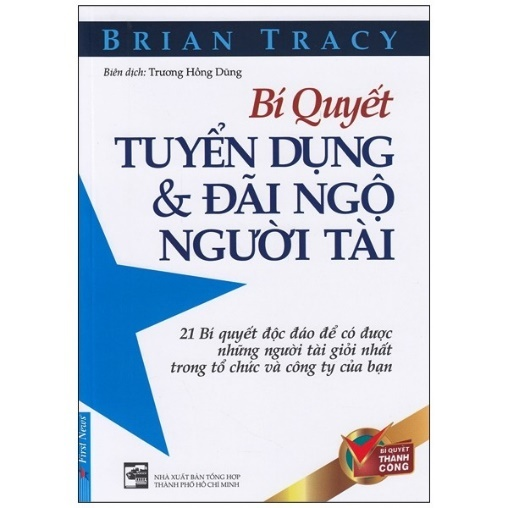 BRIAN TRACY
Biên dịch: Trương Hồng Dũng
Bí Quyết
TUYỂN DỤNG
& ĐÃI NGỘ
NGƯỜI TÀI
21 Bí quyết độc đáo để có được
những người tài giỏi nhất
trong tổ chức và công ty của bạn
First News
BÍ QUYẾT
THÀNH
CÔNG
NHÀ XUẤT BẢN TỔNG HỢP
THÀNH PHỐ HỒ CHÍ MINH